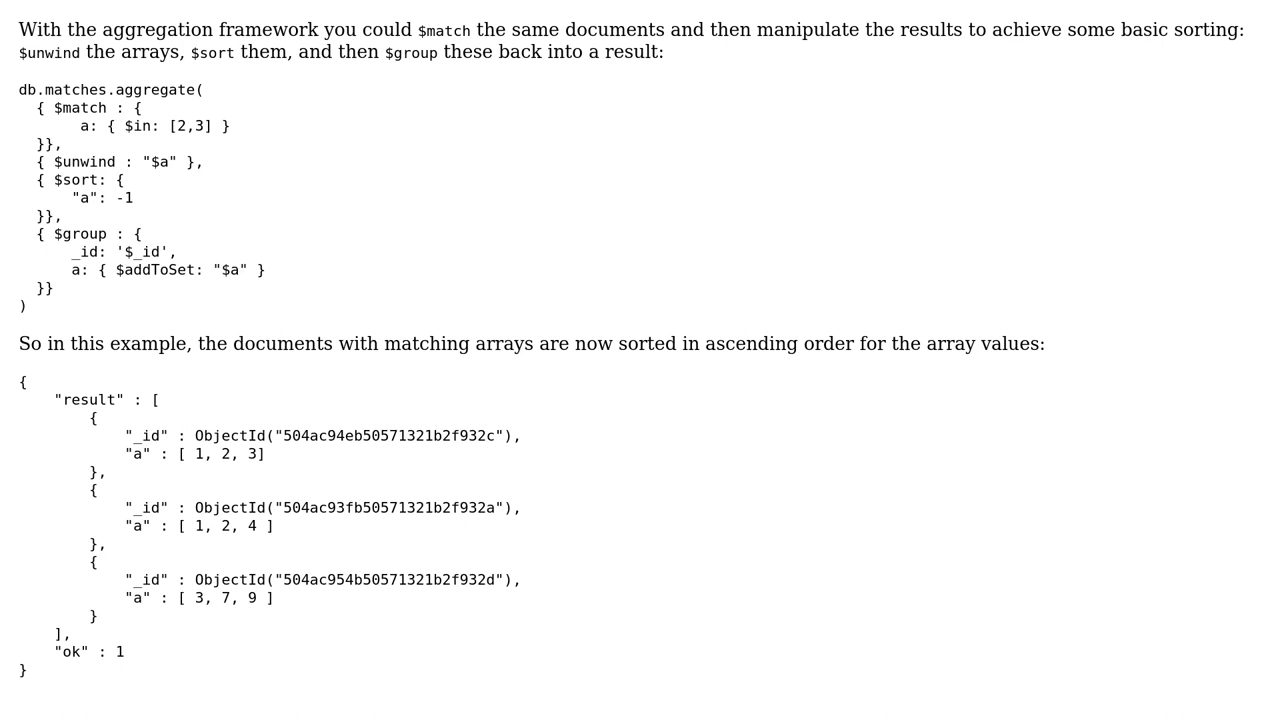 With the aggregation framework you could $match the same documents and then manipulate the results to achieve some basic sorting:
$unwind the arrays, $sort them, and then $group these back into a result:
db.matches.aggregate(
  { $match : {
       a: { $in: [2,3] }
  }},
  { $unwind : "$a" },
  { $sort: {
      "a": -1
  }},
  { $group : {
      _id: '$_id',
      a: { $addToSet: "$a" }
  }}
)
So in this example, the documents with matching arrays are now sorted in ascending order for the array values:
{
    "result" : [
        {
            "_id" : ObjectId("504ac94eb50571321b2f932c"),
            "a" : [ 1, 2, 3]
        },
        {
            "_id" : ObjectId("504ac93fb50571321b2f932a"),
            "a" : [ 1, 2, 4 ]
        },
        {
            "_id" : ObjectId("504ac954b50571321b2f932d"),
            "a" : [ 3, 7, 9 ]
        }
    ],
    "ok" : 1
}